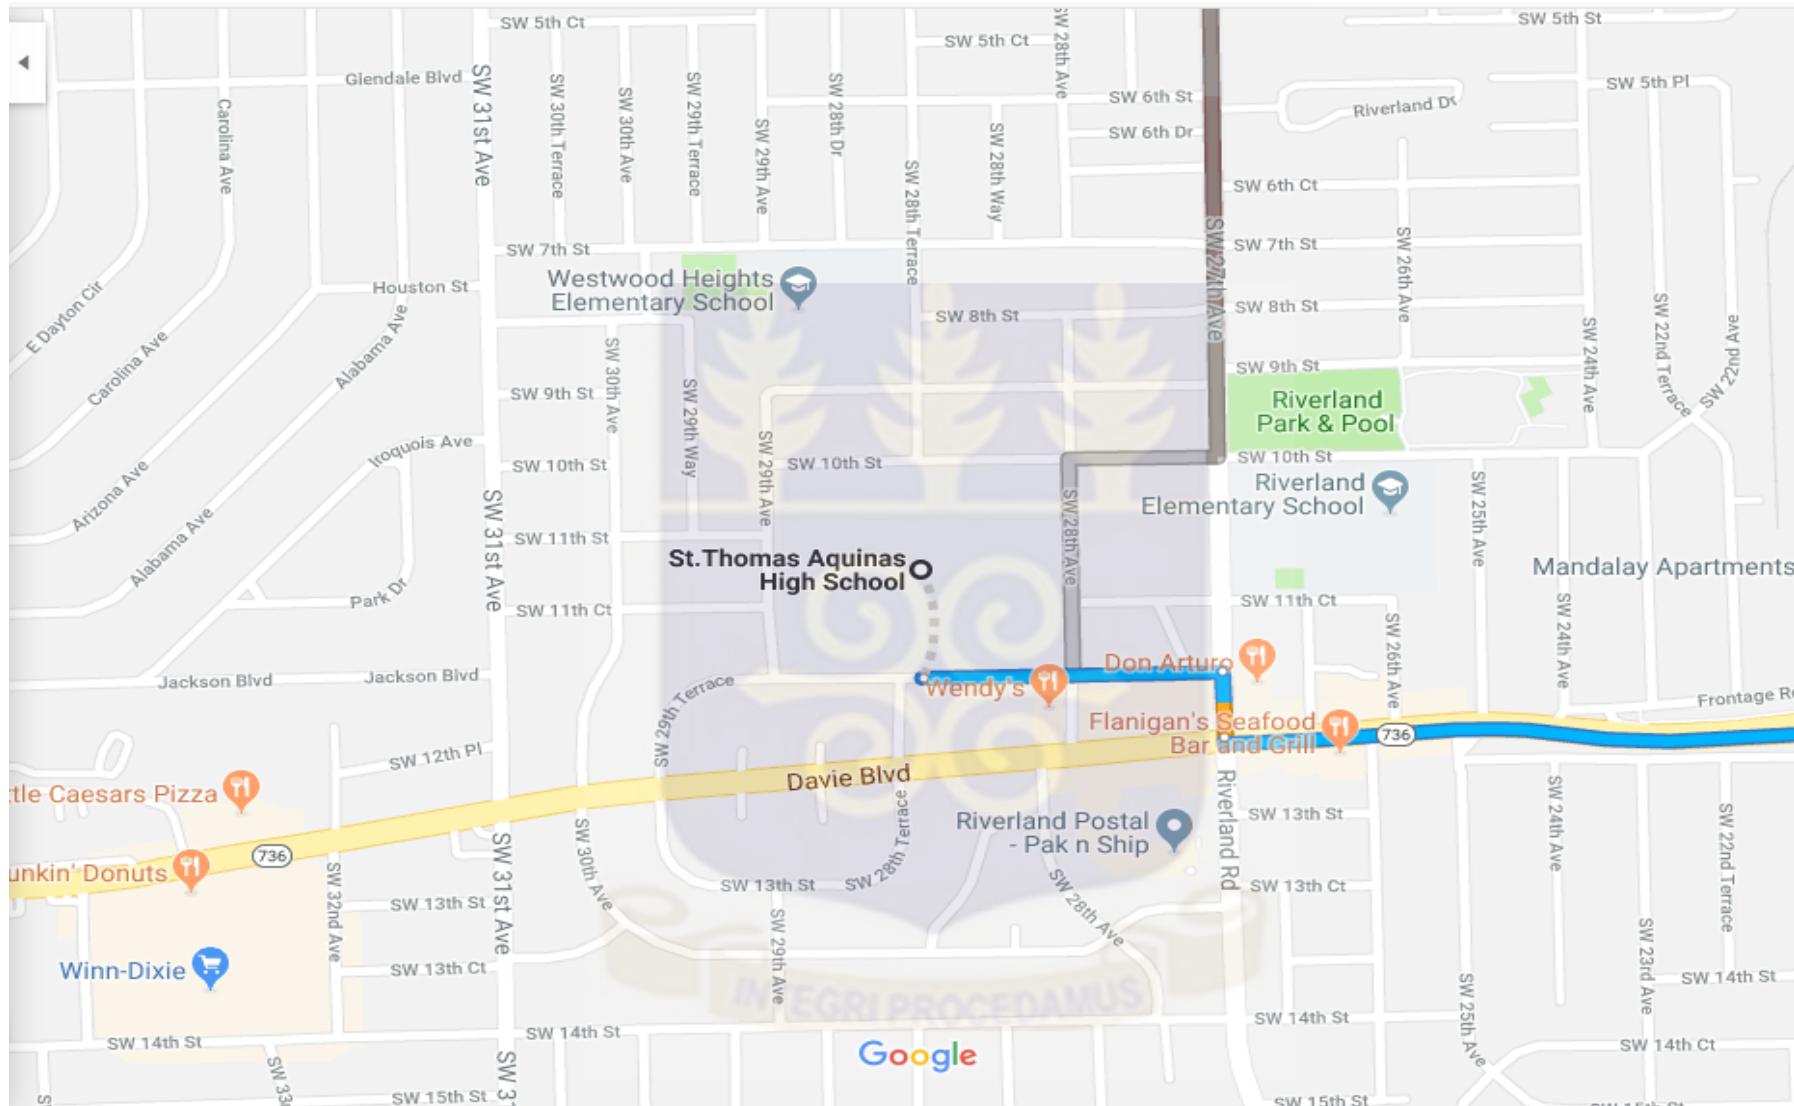 SW 5th Ct
SW 5th St
SW 5th Ct
SW 28th Ave
Glendale Blvd
SW 31st Ave
SW 30th Terrace
SW 30th Ave
SW 29th Terrace
SW 29th Ave
SW 28th Dr
SW 28th Terrace
SW 28th Way
SW 6th St
SW 6th Dr
Riverland Dr
SW 5th Pl
Carolina Ave
SW 6th Ct
SW 7th St
SW 27th Ave
SW 7th St
SW 26th Ave
Houston St
Westwood Heights
Elementary School
E Dayton Cir
Carolina Ave
Alabama Ave
SW 8th St
SW 8th St
SW 24th Ave
SW 22nd Terrace
SW 22nd Ave
SW 30th Ave
SW 29th Way
SW 9th St
SW 9th St
Riverland
Park & Pool
Iroquois Ave
SW 29th Ave
SW 10th St
SW 10th St
SW 10th St
Arizona Ave
Alabama Ave
SW 31st Ave
SW 28th Ave
Riverland
Elementary School
SW 25th Ave
SW 11th St
St.Thomas Aquinas
High School
Mandalay Apartments
Park Dr
SW 11th Ct
SW 11th Ct
SW 26th Ave
SW 24th Ave
Jackson Blvd
Jackson Blvd
SW 29th Terrace
Wendy's
Don Arturo
Frontage R
Flanigan's Seafood
Bar and Grill
736
SW 12th Pl
Davie Blvd
ttle Caesars Pizza
Riverland Postal
- Pak n Ship
Riverland Rd
SW 13th St
SW 24th Ave
SW 22nd Terrace
736
unkin' Donuts
SW 31st Ave
SW 30th Ave
SW 13th St
SW 28th Terrace
SW 28th Ave
SW 13th Ct
SW 32nd Ave
SW 13th St
SW 29th Ave
SW 23rd Ave
Winn-Dixie
SW 13th Ct
SW 14th St
SW 25th Ave
INTEGRI PROCEDAMUS
SW 14th St
SW 14th St
SW 14th St
SW 14th Ct
Google
SW 33
SW 31
SW 15th St
SW 15th St